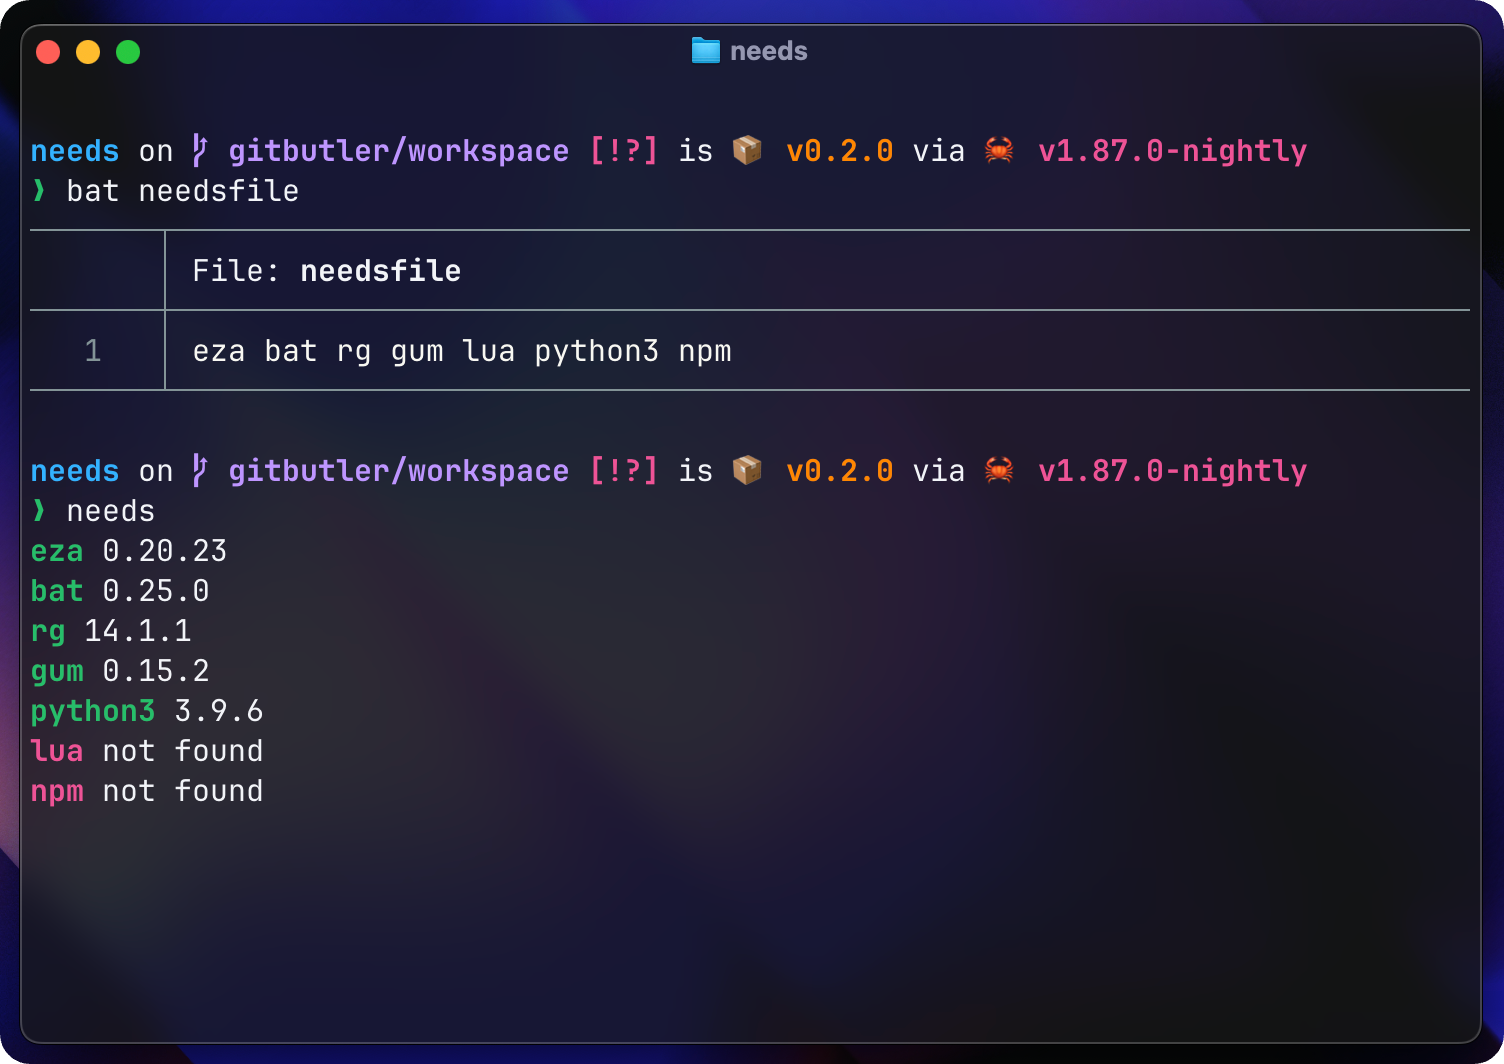 needs
needs on gitbutler/workspace [!?] is 📦 v0.2.0 via 🦀 v1.87.0-nightly
❱ bat needsfile
File: needsfile
1 eza bat rg gum lua python3 npm
needs on gitbutler/workspace [!?] is 📦 v0.2.0 via 🦀 v1.87.0-nightly
❱ needs
eza 0.20.23
bat 0.25.0
rg 14.1.1
gum 0.15.2
python3 3.9.6
lua not found
npm not found